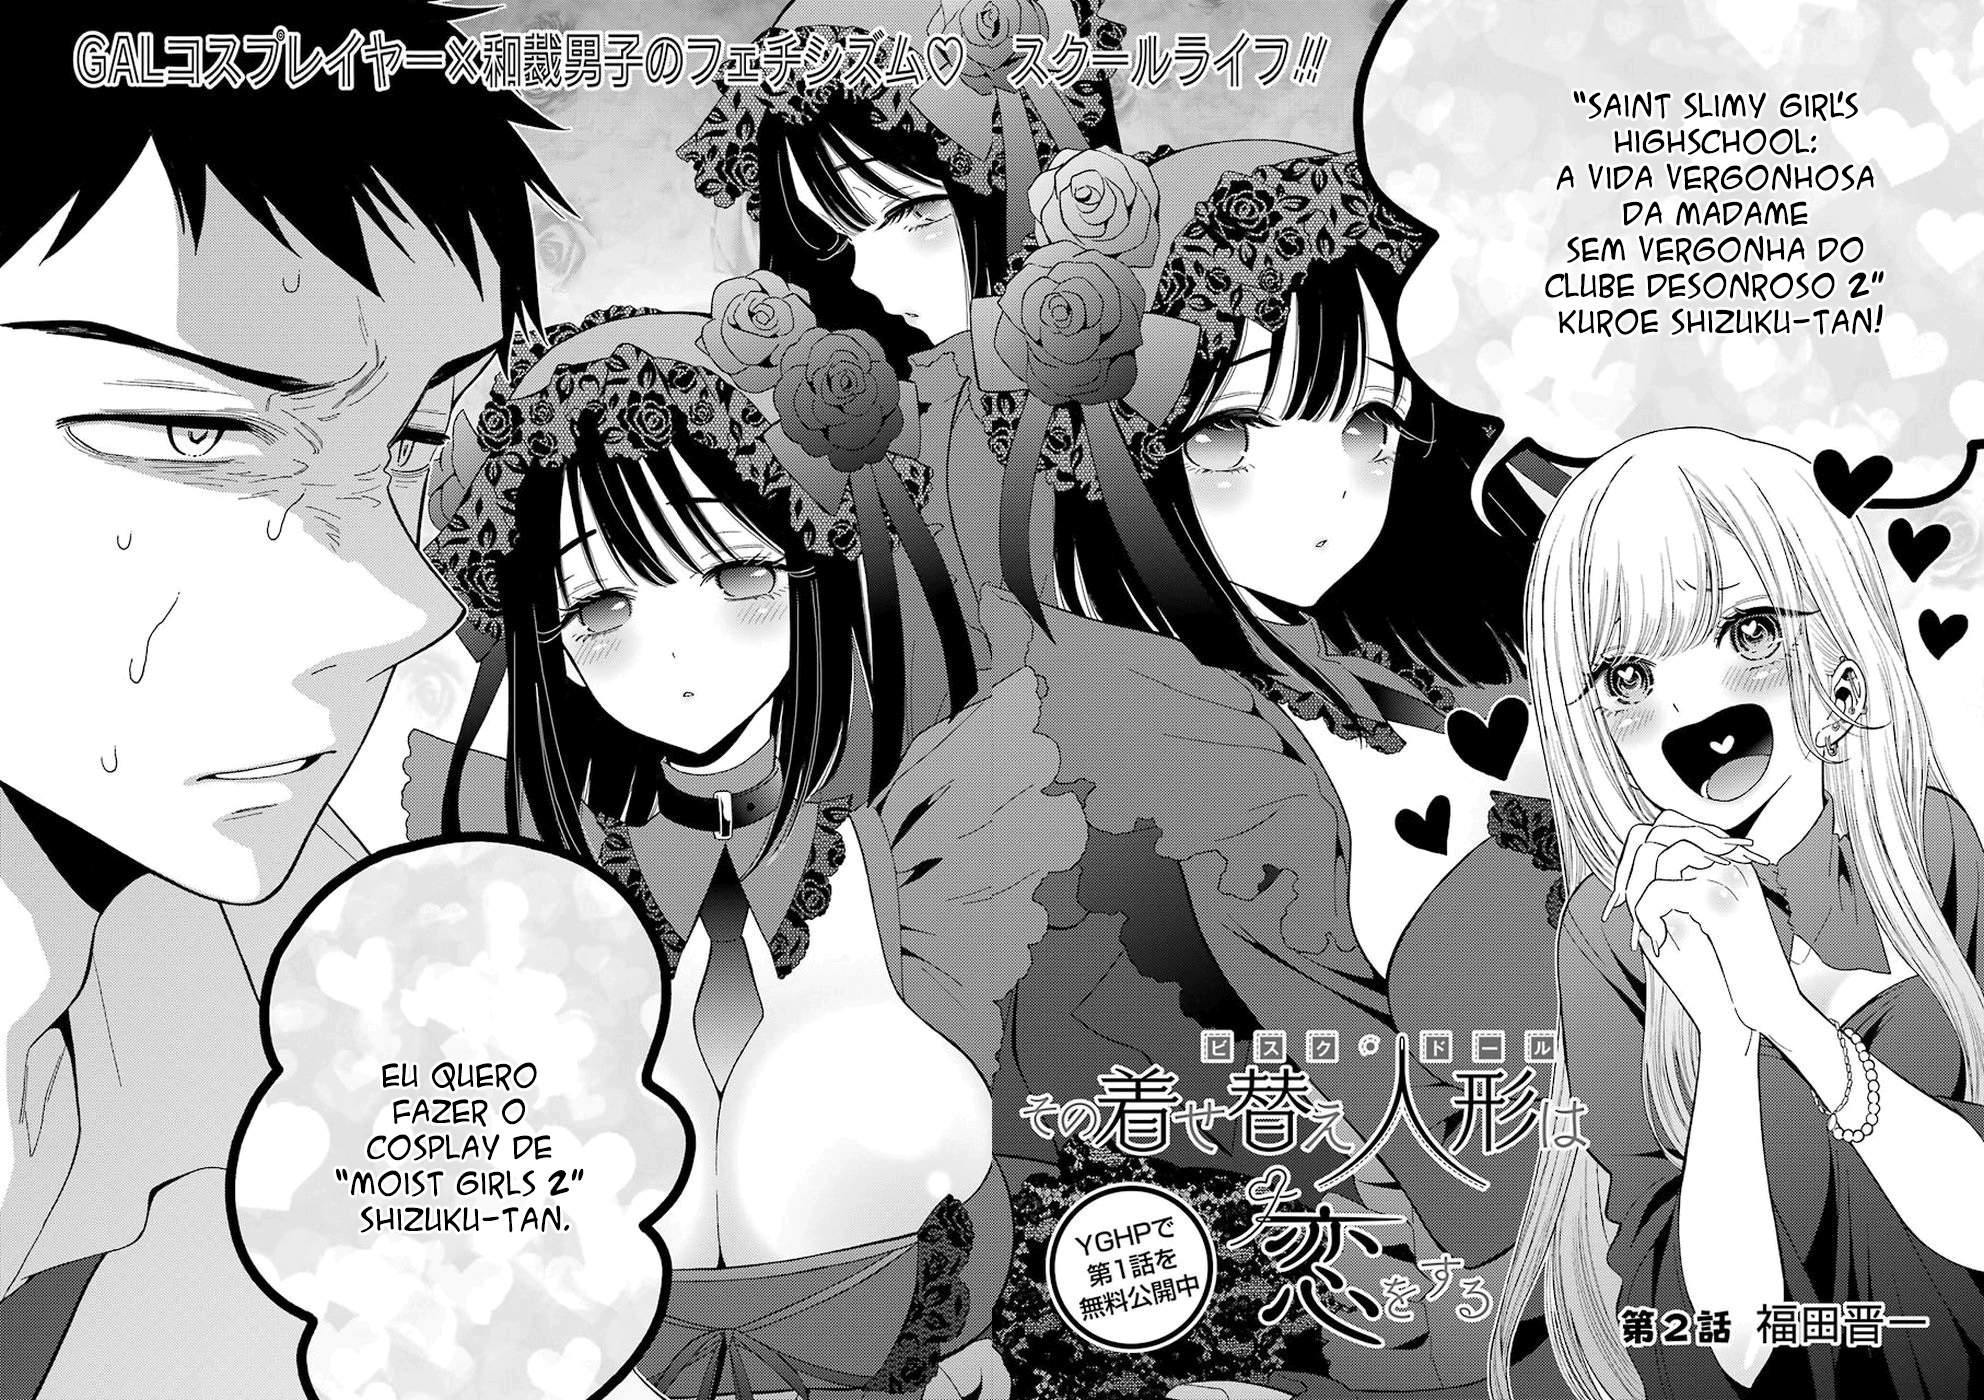 GALコスプレイヤー×和裁男子のフェチシズム♡ スクールライフ!!!
"SAINT SLIMY GIRL'S
HIGHSCHOOL:
A VIDA VERGONHOSA
DA MADAME
SEM VERGONHA DO
CLUBE DESONROSO 2"
KUROE SHIZUKU-TAN!
EU QUERO
FAZER O
COSPLAY DE
"MOIST GIRLS 2"
SHIZUKU-TAN.
ビスク・ドール
その着せ替え人形は
恋をする
YGHPで
第1話を
無料公開中
第2話 福田晋一